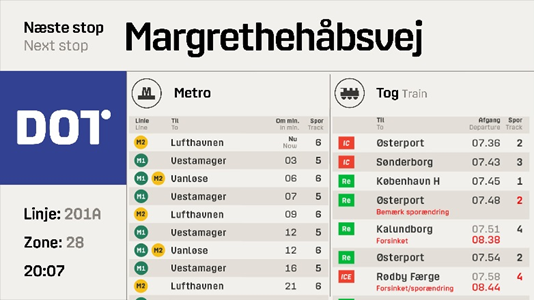 Næste stop
Next stop
Margrethehåbsvej
DOT
Linje: 201A
Zone: 28
20:07
Metro
Linie Til Om min. Spor
Line To in min. Track
M2 Lufthavnen Nu Now 6
M1 Vestamager 03 5
M1 M2 Vanløse 06 6
M1 Vestamager 07 5
M2 Lufthavnen 09 6
M1 Vestamager 12 5
M1 M2 Vanløse 12 6
M1 Vestamager 16 5
M2 Lufthavnen 21 6
Tog Train
Til Afgang Spor
To Departure Track
IC Østerport 07.36 2
IC Sønderborg 07.43 3
Re København H 07.45 1
Re Østerport 07.48 2
Bemærk sporændring
Re Kalundborg 07.51 4
Forsinket 08.38
Re Østerport 07.54 2
ICE Rødby Færge 07.58 4
Forsinket/sporændring 08.44